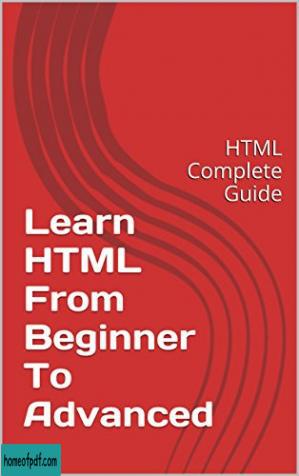 HTML
Complete
Guide
Learn
HTML
From
Beginner
To
Advanced
homeofpdf.com